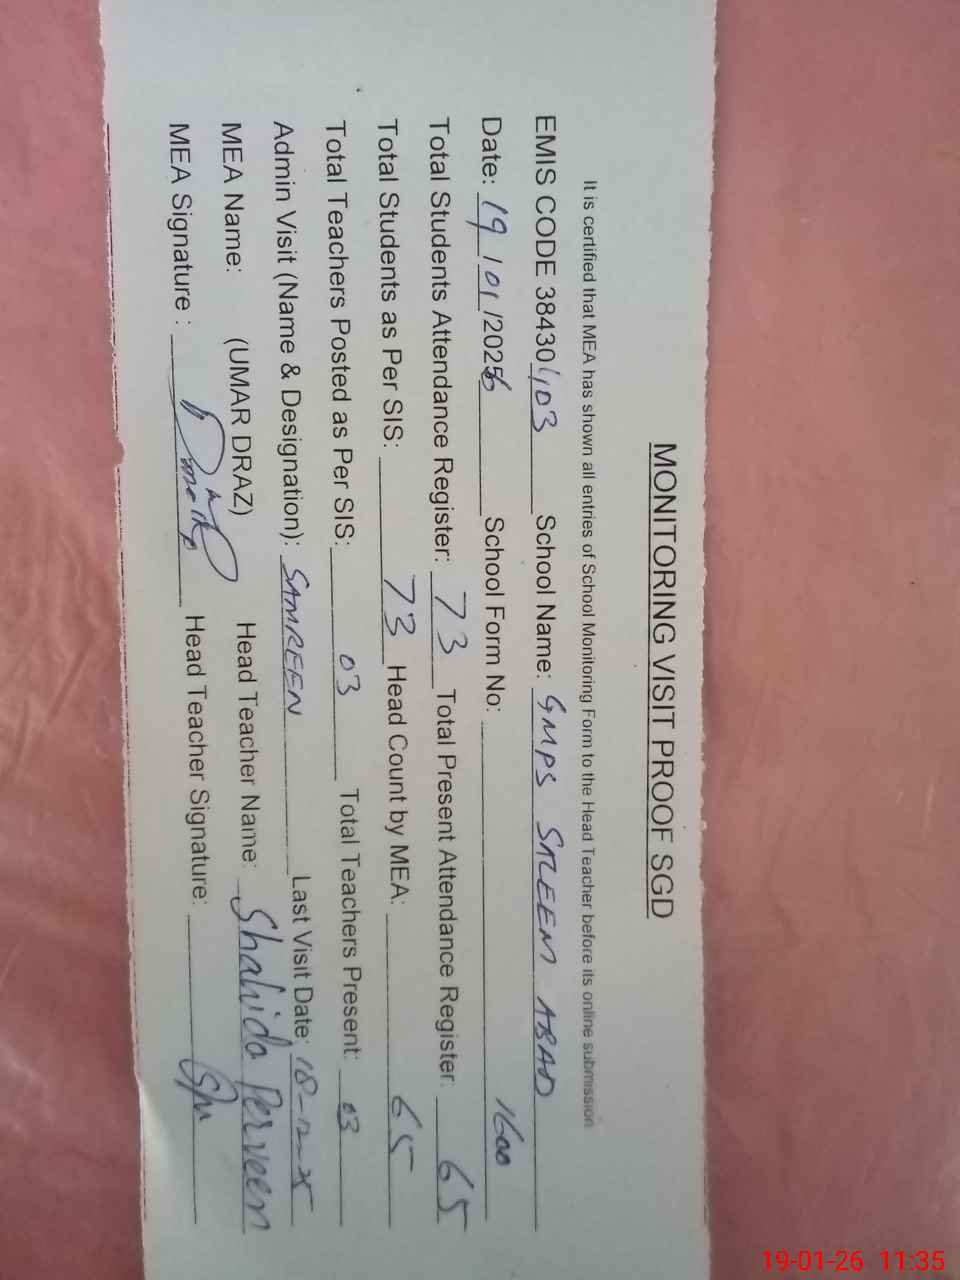 MONITORING VISIT PROOF SGD
It is certified that MEA has shown all entries of School Monitoring Form to the Head Teacher before its online submission
EMIS CODE 38430103 School Name: GMPS SALEEM ABAD
Date: 19/01/2026 School Form No: 1600
Total Students Attendance Register: 73 Total Present Attendance Register: 65
Total Students as Per SIS: 73 Head Count by MEA: 65
Total Teachers Posted as Per SIS: 03 Total Teachers Present: 03
Admin Visit (Name & Designation): SAMREEN Last Visit Date: 18-12-25
MEA Name: (UMAR DRAZ) Head Teacher Name: Shahida Perveen
MEA Signature : Head Teacher Signature:
19-01-26 11:35